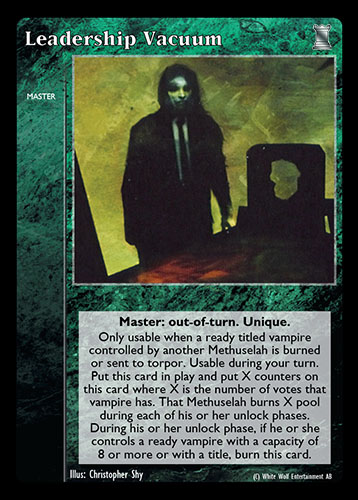 Leadership Vacuum
MASTER
Master: out-of-turn. Unique.
Only usable when a ready titled vampire
controlled by another Methuselah is burned
or sent to torpor. Usable during your turn.
Put this card in play and put X counters on
this card where X is the number of votes that
vampire has. That Methuselah burns X pool
during each of his or her unlock phases.
During his or her unlock phase, if he or she
controls a ready vampire with a capacity of
8 or more or with a title, burn this card.
Illus: Christopher Shy
(C) White Wolf Entertainment AB